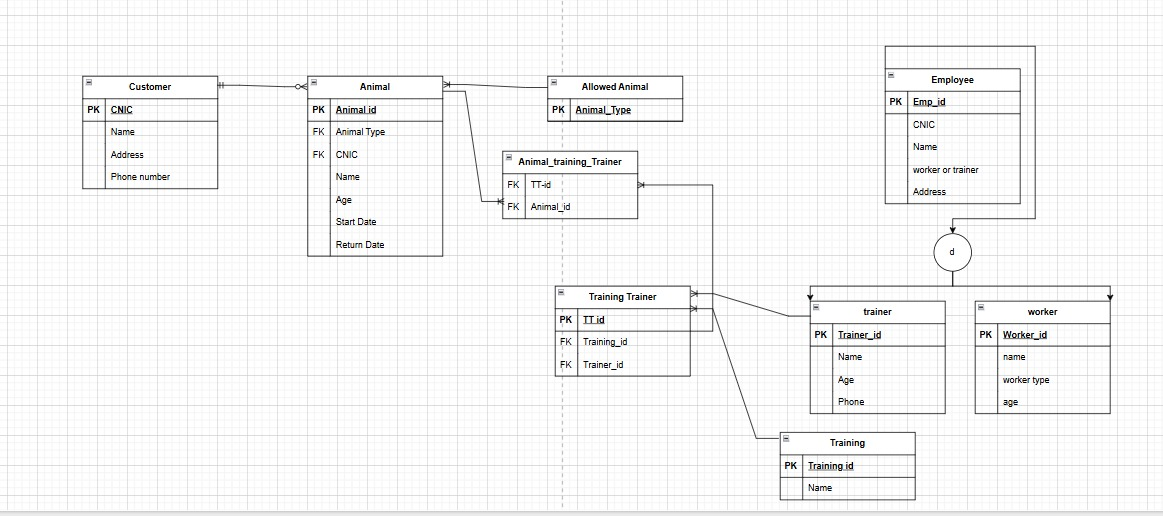 Customer
PK CNIC
Name
Address
Phone number
Animal
PK Animal id
FK Animal Type
FK CNIC
Name
Age
Start Date
Return Date
Allowed Animal
PK Animal_Type
Animal_training_Trainer
FK TT-id
FK Animal_id
Employee
PK Emp_id
CNIC
Name
worker or trainer
Address
d
Training Trainer
PK TT id
FK Training_id
FK Trainer_id
trainer
PK Trainer_id
Name
Age
Phone
worker
PK Worker_id
name
worker type
age
Training
PK Training id
Name